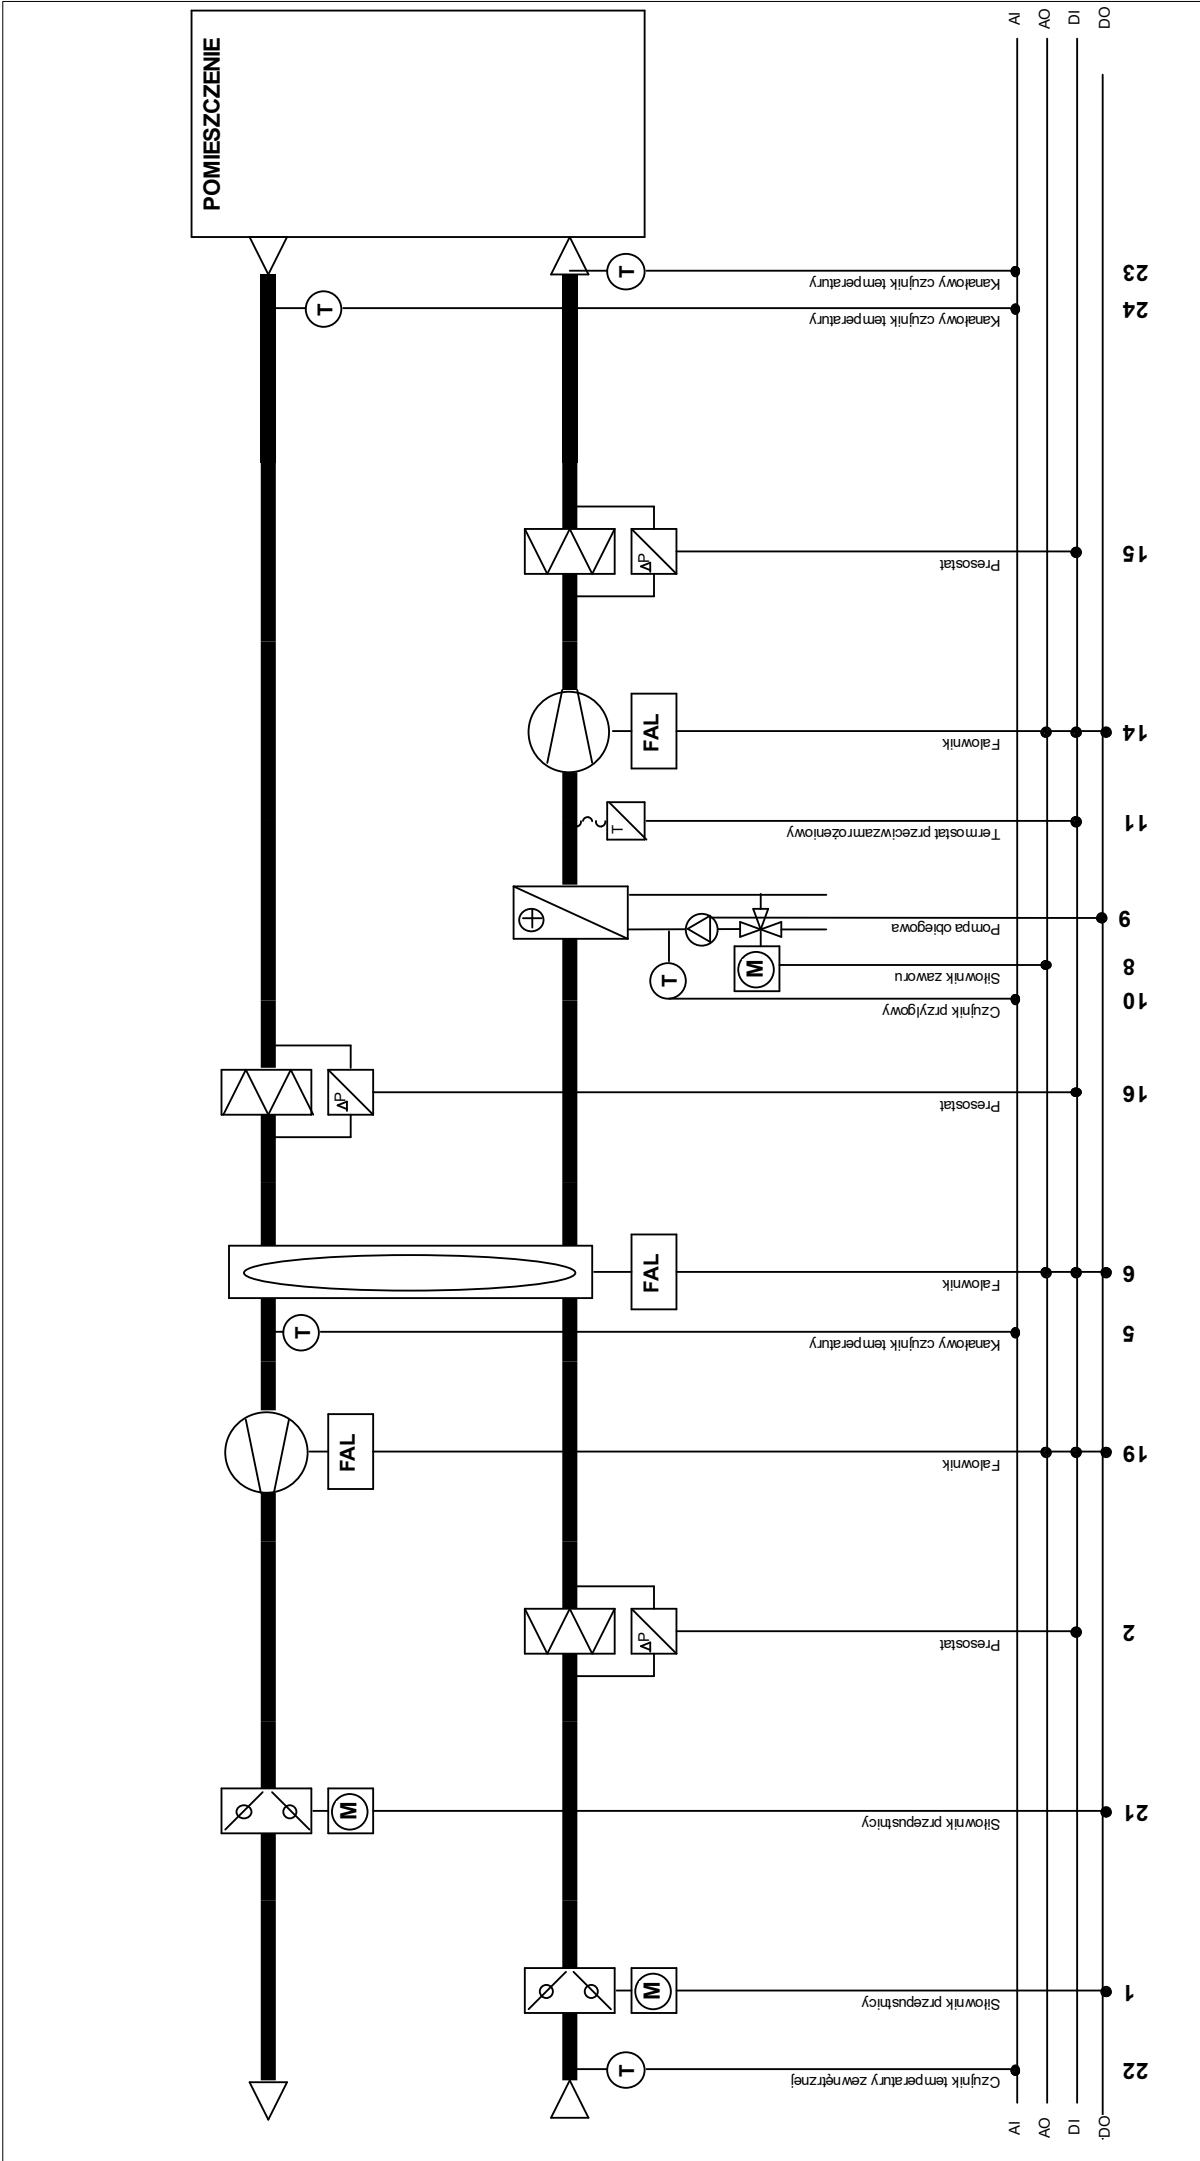 POMIESZCZENIE
AI
AO
DI
DO
T
Kanałowy czujnik temperatury
23
T
Kanałowy czujnik temperatury
24
ΔP
Presostat
15
FAL
Falownik
14
T
Termostat przeciwzamrożeniowy
11
Pompa obiegowa
9
M
Siłownik zaworu
8
T
Czujnik przylgowy
10
ΔP
Presostat
16
FAL
Falownik
6
T
Kanałowy czujnik temperatury
5
FAL
Falownik
19
ΔP
Presostat
2
M
Siłownik przepustnicy
21
M
Siłownik przepustnicy
1
T
Czujnik temperatury zewnętrznej
22
AI
AO
DI
DO